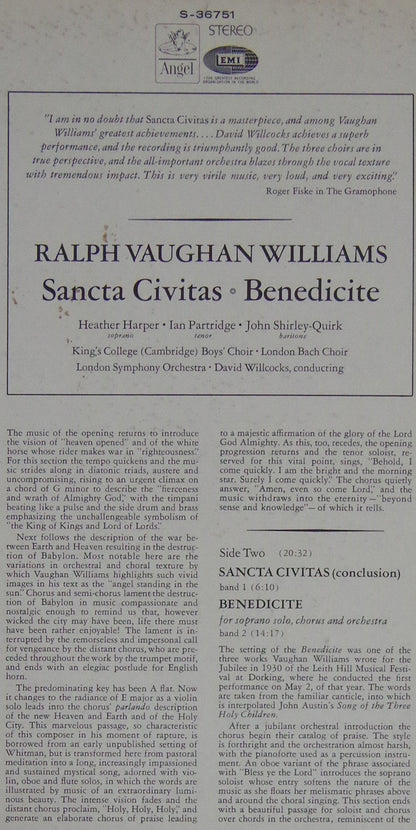 S-36751
STEREO
EMI
Angel
THE GREATEST RECORDING
ORGANISATION IN THE WORLD
"I am in no doubt that Sancta Civitas is a masterpiece, and among Vaughan
Williams' greatest achievements. . . . David Willcocks achieves a superb
performance, and the recording is triumphantly good. The three choirs are in
true perspective, and the all-important orchestra blazes through the vocal texture
with tremendous impact. This is very virile music, very loud, and very exciting."
Roger Fiske in The Gramophone
RALPH VAUGHAN WILLIAMS
Sancta Civitas • Benedicite
Heather Harper • Ian Partridge • John Shirley-Quirk
soprano tenor baritone
King's College (Cambridge) Boys' Choir • London Bach Choir
London Symphony Orchestra • David Willcocks, conducting
The music of the opening returns to introduce
the vision of "heaven opened" and of the white
horse whose rider makes war in "righteousness."
For this section the tempo quickens and the mu-
sic strides along in diatonic triads, austere and
uncompromising, rising to an urgent climax on
a chord of G minor to describe the "fierceness
and wrath of Almighty God," with the timpani
beating like a pulse and the side drum and brass
emphasizing the unchallengeable symbolism of
"the King of Kings and Lord of Lords."
Next follows the description of the war be-
tween Earth and Heaven resulting in the destruc-
tion of Babylon. Most notable here are the
variations in orchestral and choral texture by
which Vaughan Williams highlights such vivid
images in his text as the "angel standing in the
sun." Chorus and semi-chorus lament the destruc-
tion of Babylon in music compassionate and
nostalgic enough to remind us that, however
wicked the city may have been, life there must
have been rather enjoyable! The lament is in-
terrupted by the remorseless and impersonal call
for vengeance by the distant chorus, who are pre-
ceded throughout the work by the trumpet motif,
and ends with an elegiac postlude for English
horn.
The predominating key has been A flat. Now
it changes to the radiance of E major as a violin
solo leads into the chorus' parlando description
of the new Heaven and Earth and of the Holy
City. This marvelous passage, so characteristic
of this composer in his moment of rapture, is
borrowed from an early unpublished setting of
Whitman, but is transformed here from pastoral
meditation into a long, increasingly impassioned
and sustained mystical song, adorned with vio-
lin, oboe and flute solos, in which the words are
illustrated by music of an extraordinary lumi-
nous beauty. The intense vision fades and the
distant chorus proclaim, "Holy, Holy, Holy," and
generate an elaborate chorus of praise leading
to a majestic affirmation of the glory of the Lord
God Almighty. As this, too, recedes, the opening
progression returns and the tenor soloist, re-
served for this vital point, sings, "Behold, I
come quickly. I am the bright and the morning
star. Surely I come quickly." The chorus quietly
answer, "Amen, even so come Lord," and the
music withdraws into the eternity—"beyond
sense and knowledge"—of which it tells.
Side Two (20:32)
SANCTA CIVITAS (conclusion)
band 1 (6:10)
BENEDICITE
for soprano solo, chorus and orchestra
band 2 (14:17)
The setting of the Benedicite was one of the
three works Vaughan Williams wrote for the
Jubilee in 1930 of the Leith Hill Musical Festi-
val at Dorking, where he conducted the first
performance on May 2, of that year. The words
are taken from the familiar canticle, into which
is interpolated John Austin's Song of the Three
Holy Children.
After a jubilant orchestral introduction the
chorus begin their catalog of praise. The style
is forthright and the orchestration almost harsh,
with the pianoforte used as a percussion instru-
ment. An oboe variant of the phrase associated
with "Bless ye the Lord" introduces the soprano
soloist whose entry softens the nature of the
music as she floats her melismatic phrases above
and around the choral singing. This section ends
with a beautiful passage for soloist and chorus
over chords in the orchestra, reminiscent of the